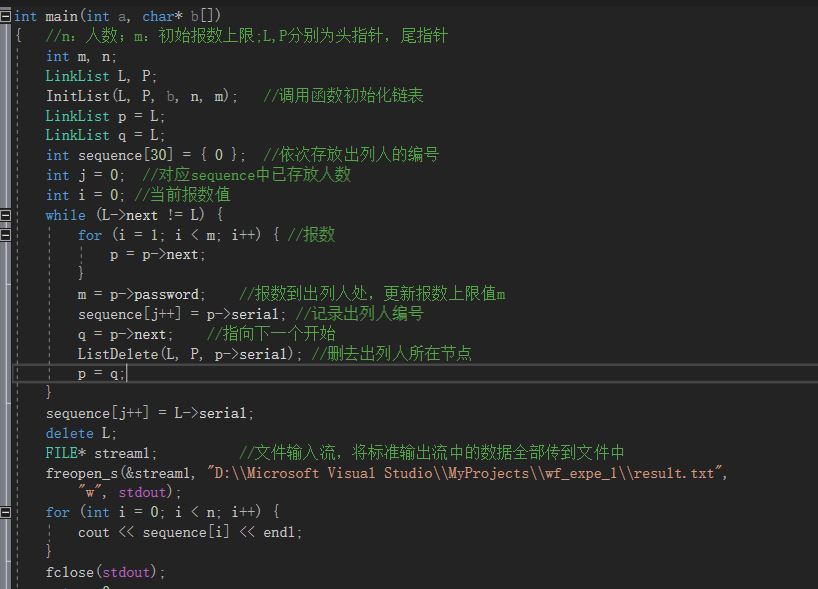 int main(int a, char* b[])
{ //n：人数；m：初始报数上限;L,P分别为头指针，尾指针
int m, n;
LinkList L, P;
InitList(L, P, b, n, m); //调用函数初始化链表
LinkList p = L;
LinkList q = L;
int sequence[30] = { 0 }; //依次存放出列人的编号
int j = 0; //对应sequence中已存放人数
int i = 0; //当前报数值
while (L->next != L) {
for (i = 1; i < m; i++) { //报数
p = p->next;
}
m = p->password; //报数到出列人处，更新报数上限值m
sequence[j++] = p->serial; //记录出列人编号
q = p->next; //指向下一个开始
ListDelete(L, P, p->serial); //删去出列人所在节点
p = q;
}
sequence[j++] = L->serial;
delete L;
FILE* stream1; //文件输入流，将标准输出流中的数据全部传到文件中
freopen_s(&stream1, "D:\\Microsoft Visual Studio\\MyProjects\\wf_expe_1\\result.txt",
"w", stdout);
for (int i = 0; i < n; i++) {
cout << sequence[i] << endl;
}
fclose(stdout);